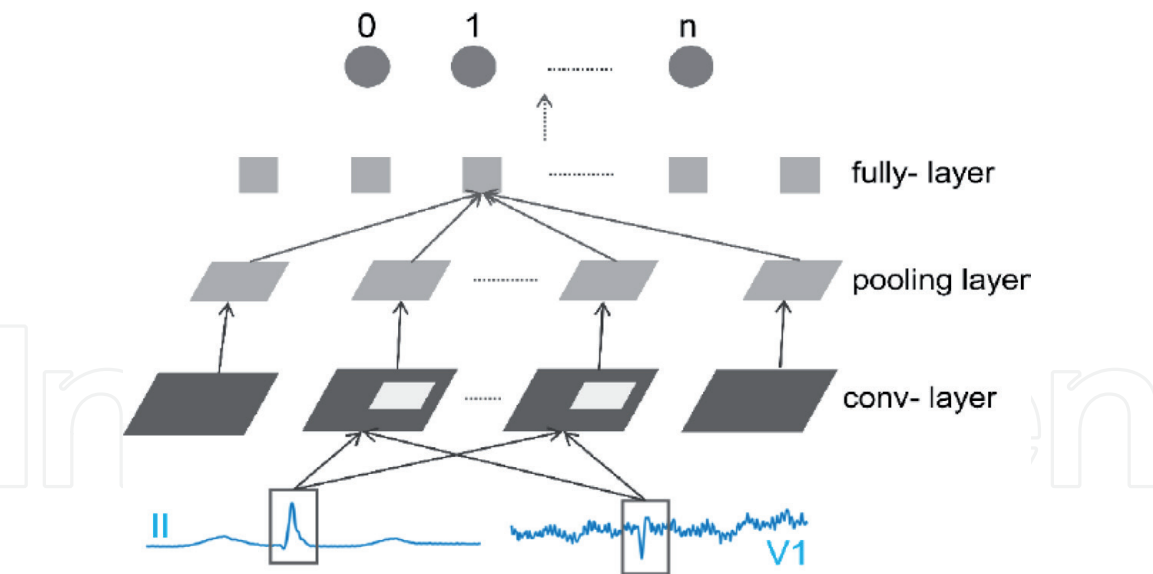 0 1 n
fully- layer
pooling layer
conv- layer
II
V1